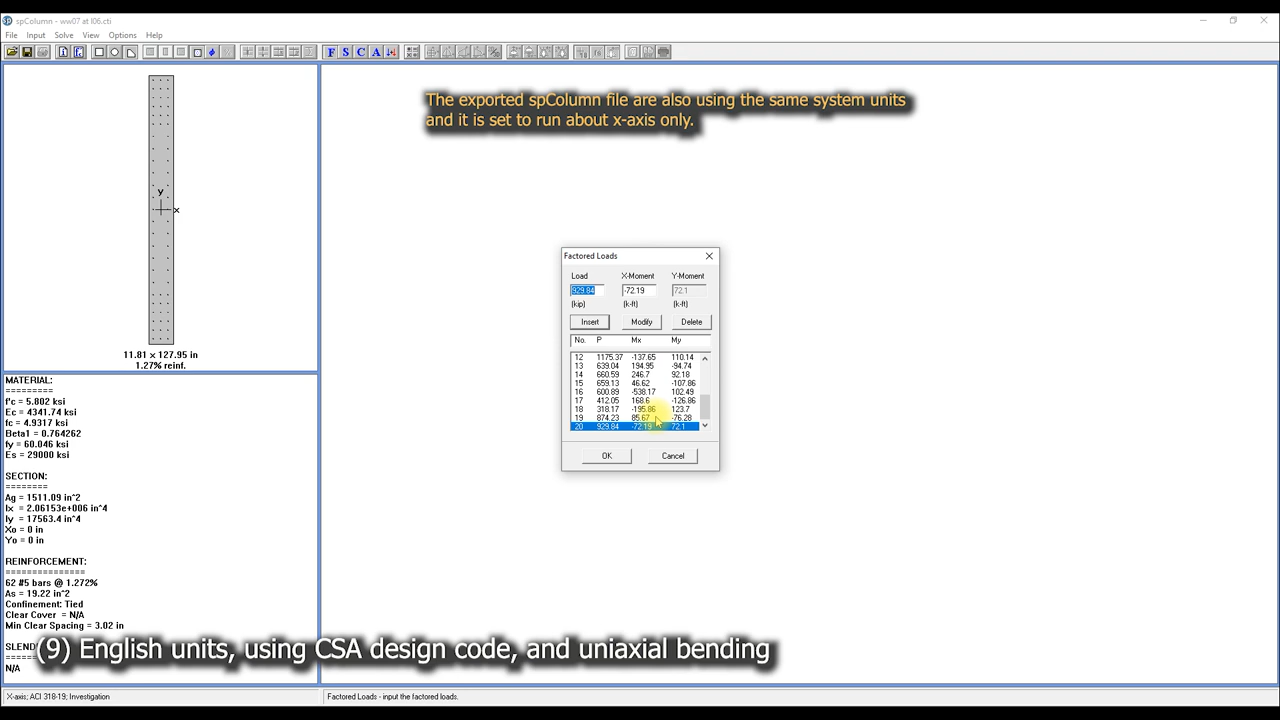 spColumn - ww07 at l06.cti
File Input Solve View Options Help
F S C A
The exported spColumn file are also using the same system units
and it is set to run about x-axis only.
y
x
11.81 x 127.95 in
1.27% reinf.
MATERIAL:
=========
f'c = 5.802 ksi
Ec = 4341.74 ksi
fc = 4.9317 ksi
Beta1 = 0.764262
fy = 60.046 ksi
Es = 29000 ksi
SECTION:
========
Ag = 1511.09 in^2
Ix = 2.06153e+006 in^4
Iy = 17563.4 in^4
Xo = 0 in
Yo = 0 in
REINFORCEMENT:
===============
62 #5 bars @ 1.272%
As = 19.22 in^2
Confinement: Tied
Clear Cover = N/A
Min Clear Spacing = 3.02 in
SLEND
N/A
Factored Loads
Load X-Moment Y-Moment
929.84 -72.19 72.1
(kip) (k-ft) (k-ft)
Insert Modify Delete
No. P Mx My
12 1175.37 -137.65 110.14
13 639.04 194.95 -94.74
14 660.59 246.7 92.18
15 659.13 46.62 -107.86
16 600.89 -538.17 102.49
17 412.05 168.6 -126.86
18 318.17 -195.86 123.7
19 874.23 85.67 -76.28
20 929.84 -72.19 72.1
OK Cancel
(9) English units, using CSA design code, and uniaxial bending
X-axis; ACI 318-19; Investigation
Factored Loads - input the factored loads.